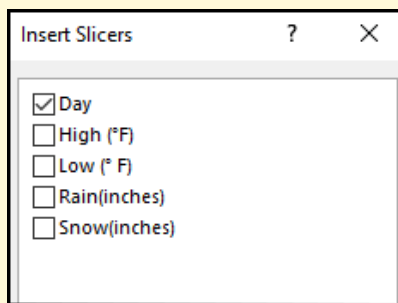 Insert Slicers ? ×
Day
High (°F)
Low (° F)
Rain(inches)
Snow(inches)